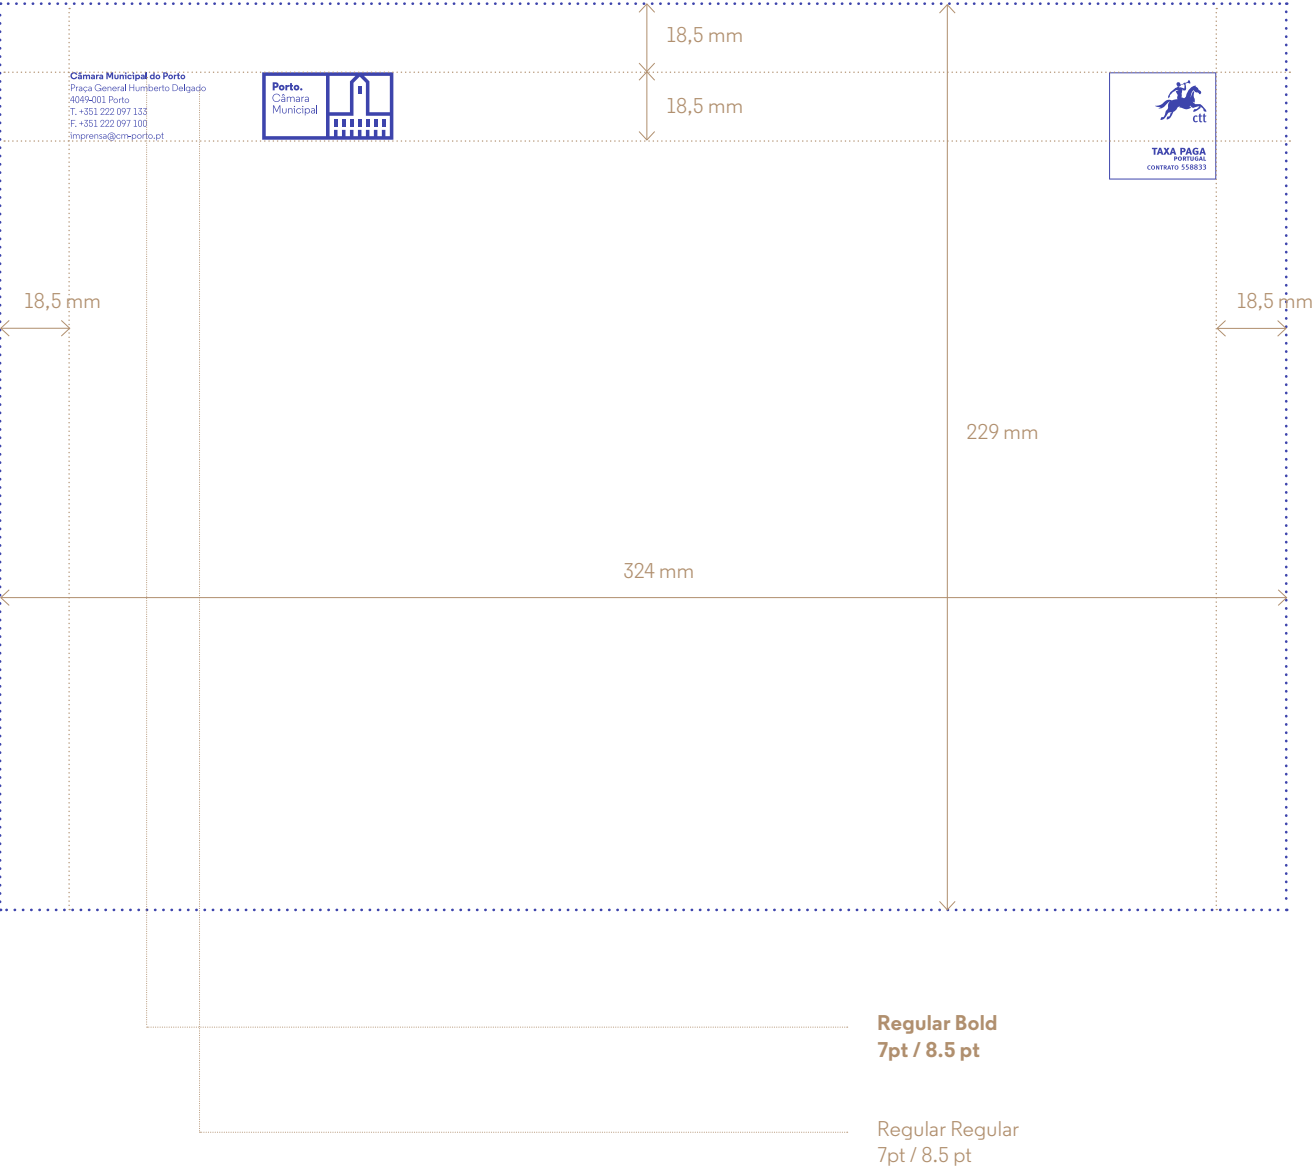 18,5 mm
Câmara Municipal do Porto
Praça General Humberto Delgado
4049-001 Porto
T. +351 222 097 133
F. +351 222 097 100
imprensa@cm-porto.pt
Porto.
Câmara
Municipal
18,5 mm
ctt
TAXA PAGA
PORTUGAL
CONTRATO 558833
18,5 mm
18,5 mm
229 mm
324 mm
Regular Bold
7pt / 8.5 pt
Regular Regular
7pt / 8.5 pt